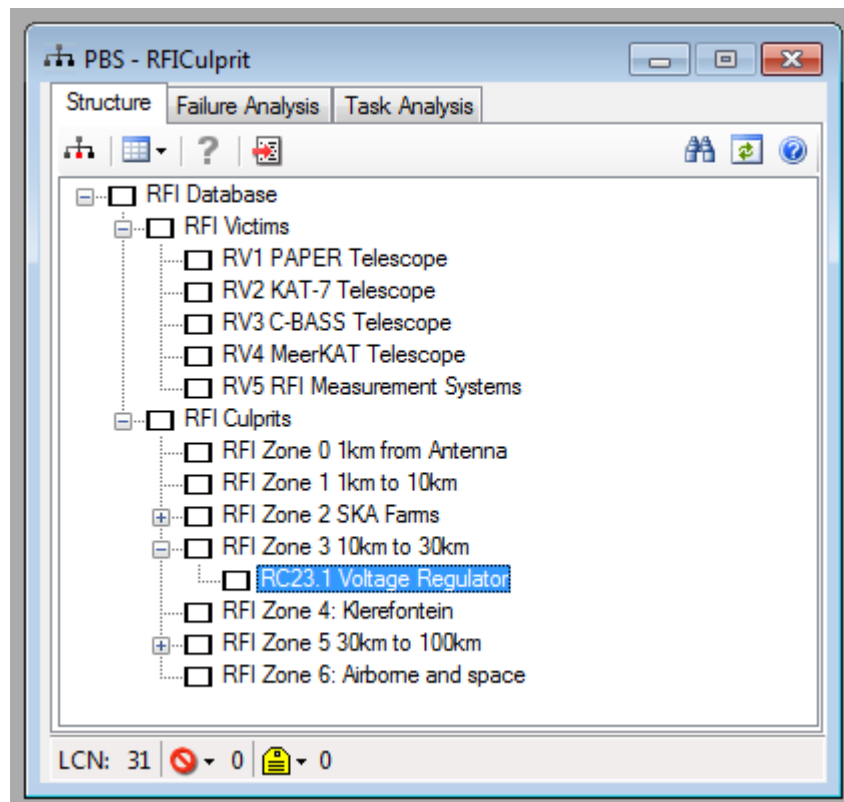 PBS - RFICulprit
Structure Failure Analysis Task Analysis
RFI Database
RFI Victims
RV1 PAPER Telescope
RV2 KAT-7 Telescope
RV3 C-BASS Telescope
RV4 MeerKAT Telescope
RV5 RFI Measurement Systems
RFI Culprits
RFI Zone 0 1km from Antenna
RFI Zone 1 1km to 10km
RFI Zone 2 SKA Farms
RFI Zone 3 10km to 30km
RC23.1 Voltage Regulator
RFI Zone 4: Klerefontein
RFI Zone 5 30km to 100km
RFI Zone 6: Airborne and space
LCN: 31 0 0